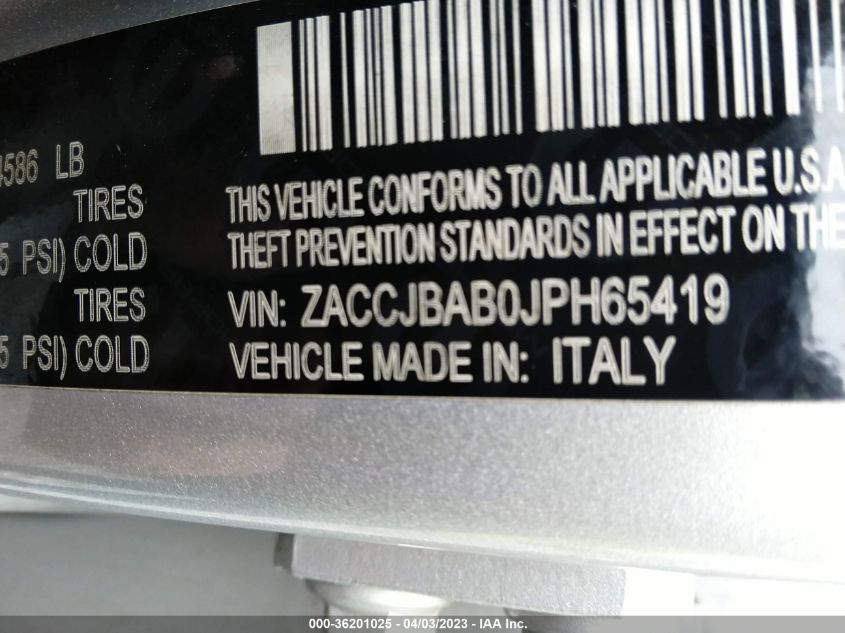 4586 LB
TIRES
5 PSI) COLD
TIRES
5 PSI) COLD
THIS VEHICLE CONFORMS TO ALL APPLICABLE U.S.A
THEFT PREVENTION STANDARDS IN EFFECT ON THE
VIN: ZACCJBAB0JPH65419
VEHICLE MADE IN: ITALY
000-36201025 - 04/03/2023 - IAA Inc.